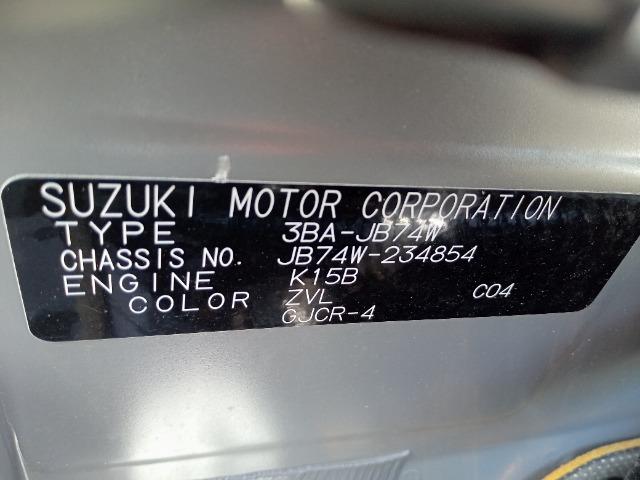 SUZUKI MOTOR CORPORATION
TYPE 3BA-JB74W
CHASSIS NO. JB74W-234854
ENGINE K15B
COLOR ZVL C04
GJCR-4